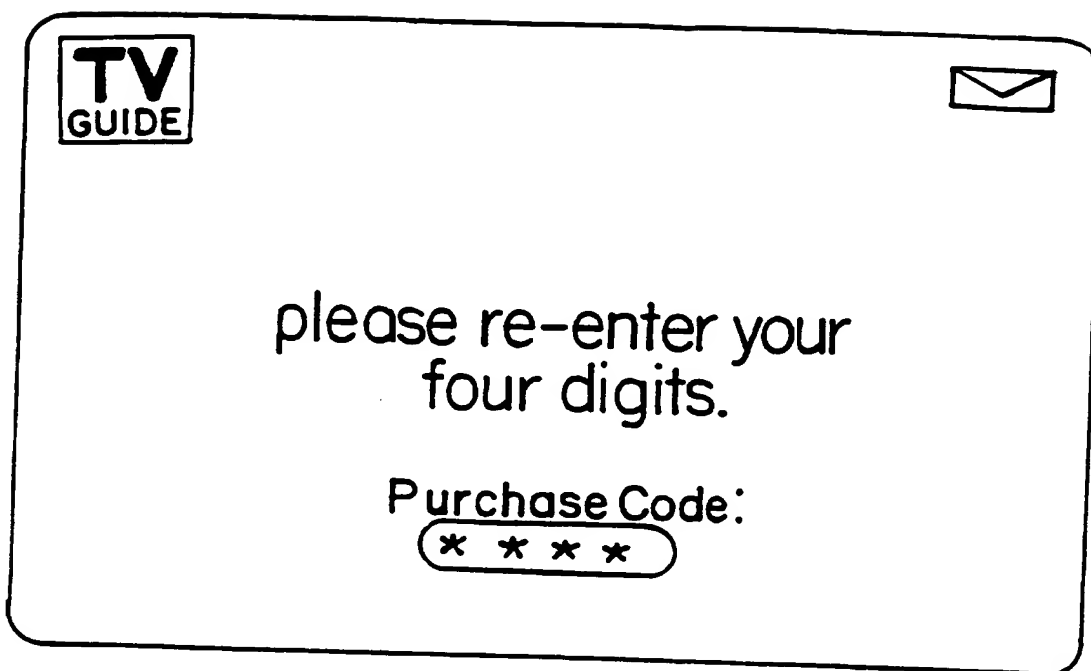 TV
GUIDE
please re-enter your
four digits.
Purchase Code:
* * * *